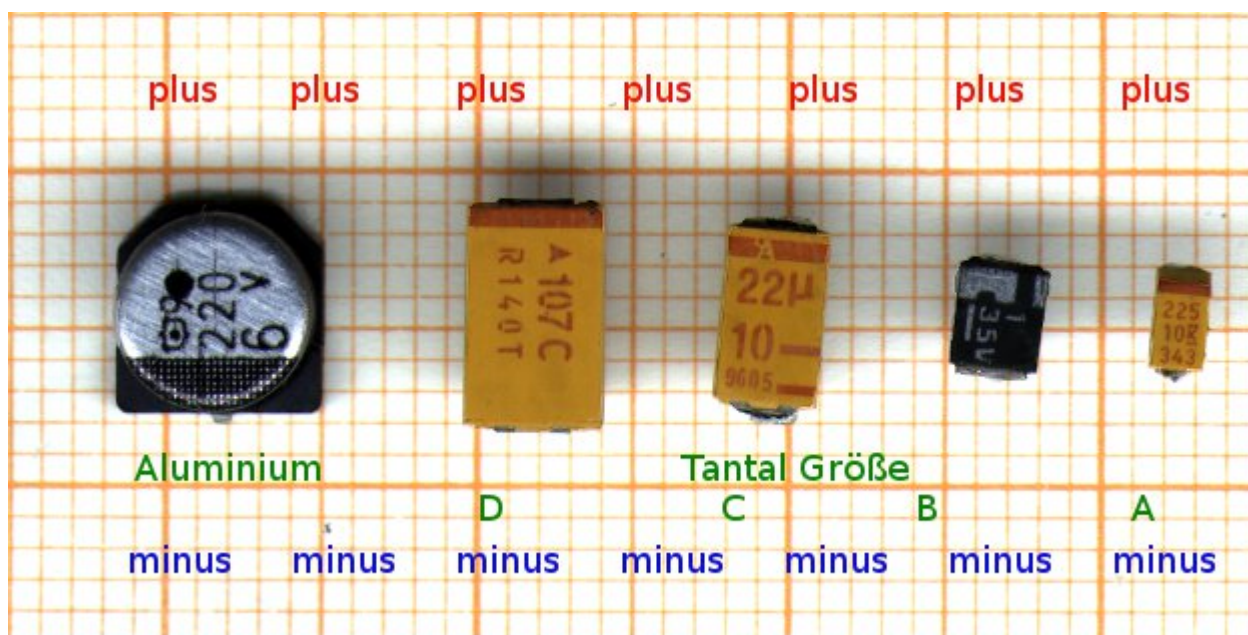 plus plus plus plus plus plus plus
220
6 V
107C
R140T
22µ
10
9605
1
35V
225
10
343
Aluminium Tantal Größe
D C B A
minus minus minus minus minus minus minus